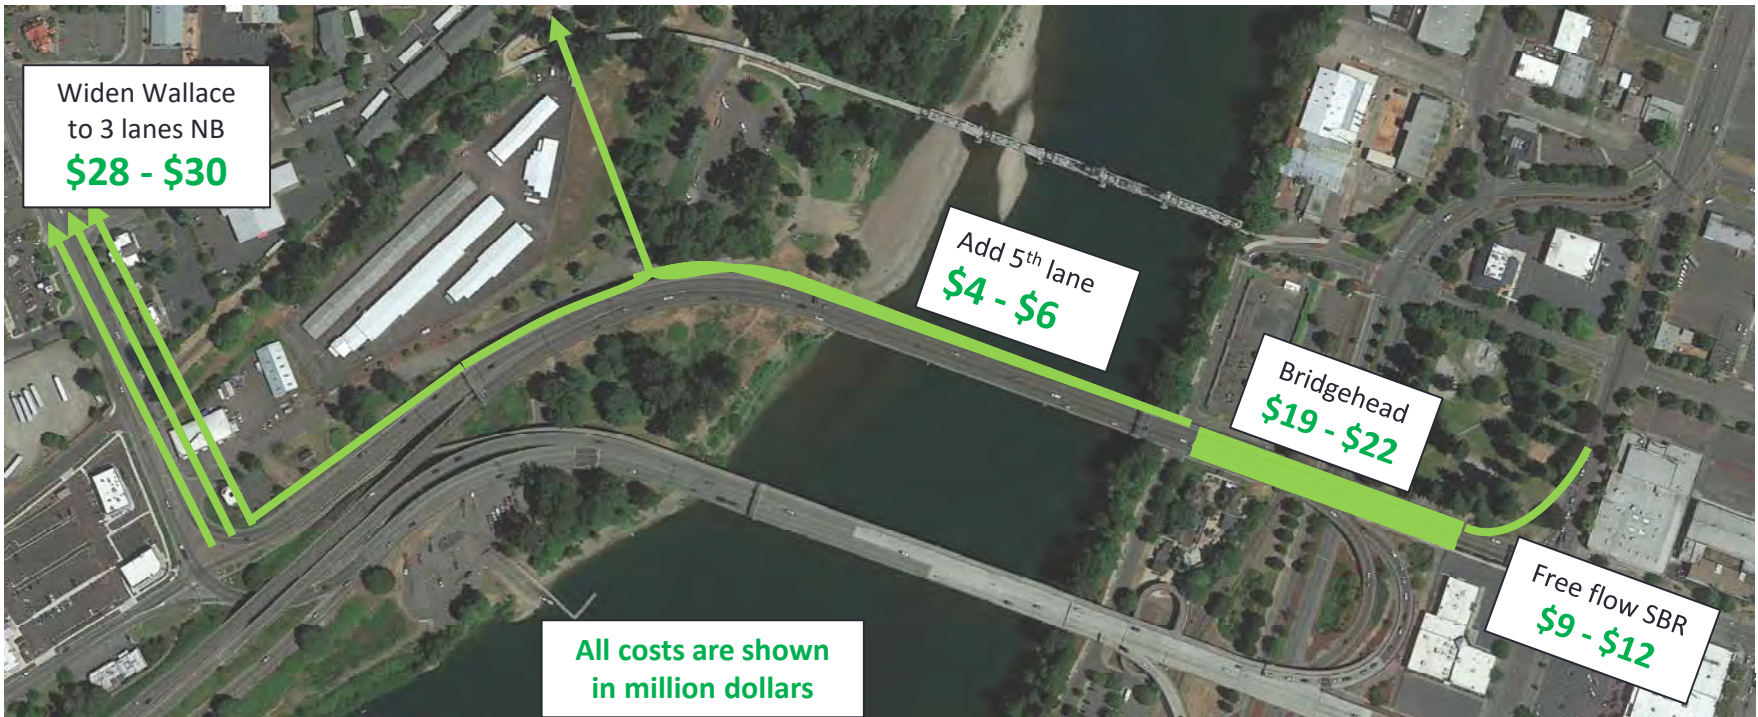 Widen Wallace
to 3 lanes NB
$28 - $30
Add 5th lane
$4 - $6
Bridgehead
$19 - $22
Free flow SBR
$9 - $12
All costs are shown
in million dollars